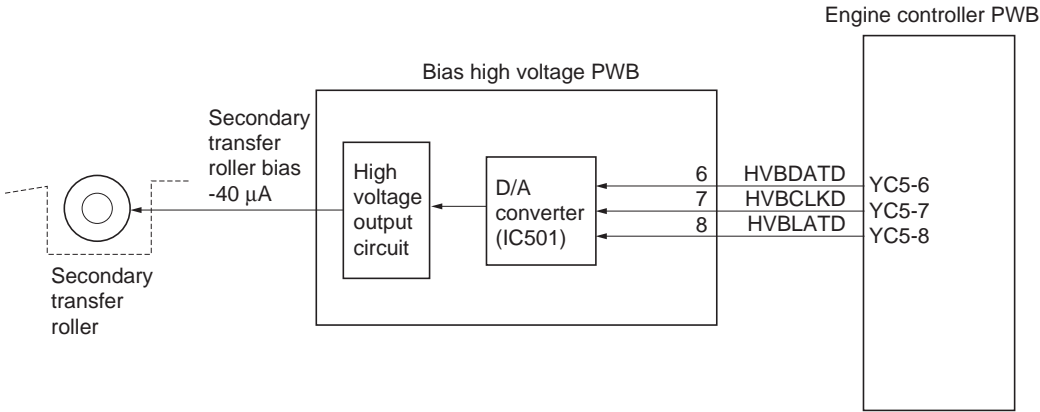 Engine controller PWB
Bias high voltage PWB
Secondary
transfer
roller bias
-40 μA
High
voltage
output
circuit
D/A
converter
(IC501)
6 HVBDATD YC5-6
7 HVBCLKD YC5-7
8 HVBLATD YC5-8
Secondary
transfer
roller